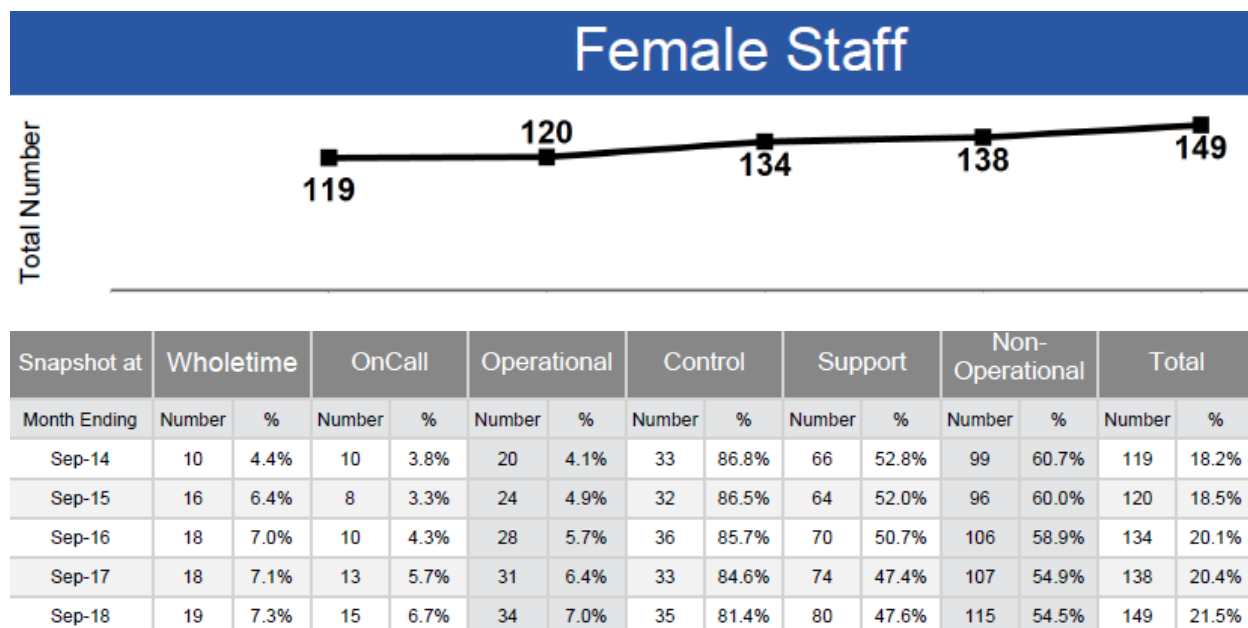 Female Staff
Total Number
119
120
134
138
149
Snapshot at Wholetime OnCall Operational Control Support Non-Operational Total
Month Ending Number % Number % Number % Number % Number % Number % Number %
Sep-14 10 4.4% 10 3.8% 20 4.1% 33 86.8% 66 52.8% 99 60.7% 119 18.2%
Sep-15 16 6.4% 8 3.3% 24 4.9% 32 86.5% 64 52.0% 96 60.0% 120 18.5%
Sep-16 18 7.0% 10 4.3% 28 5.7% 36 85.7% 70 50.7% 106 58.9% 134 20.1%
Sep-17 18 7.1% 13 5.7% 31 6.4% 33 84.6% 74 47.4% 107 54.9% 138 20.4%
Sep-18 19 7.3% 15 6.7% 34 7.0% 35 81.4% 80 47.6% 115 54.5% 149 21.5%